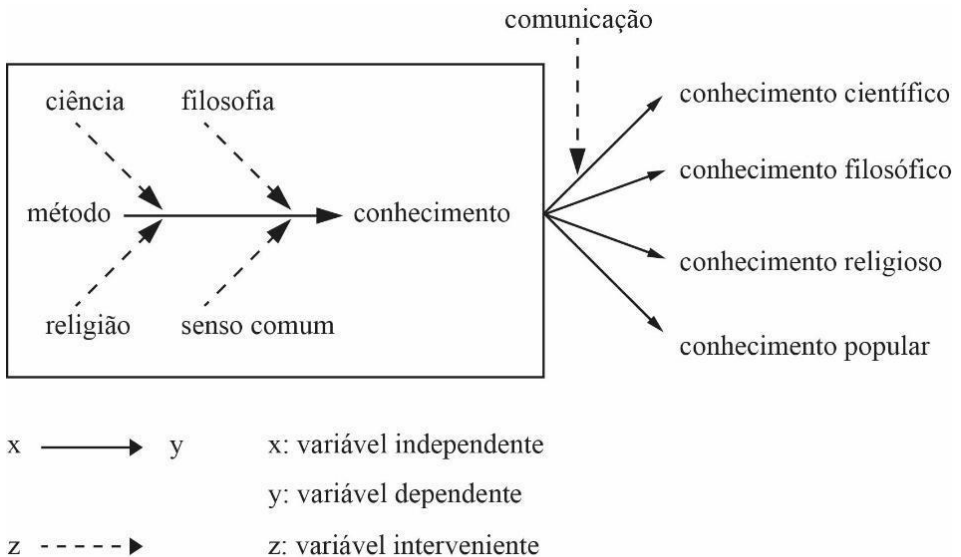 comunicação
ciência filosofia
conhecimento científico
conhecimento filosófico
método conhecimento
conhecimento religioso
religião senso comum
conhecimento popular
x y x: variável independente
y: variável dependente
z z: variável interveniente